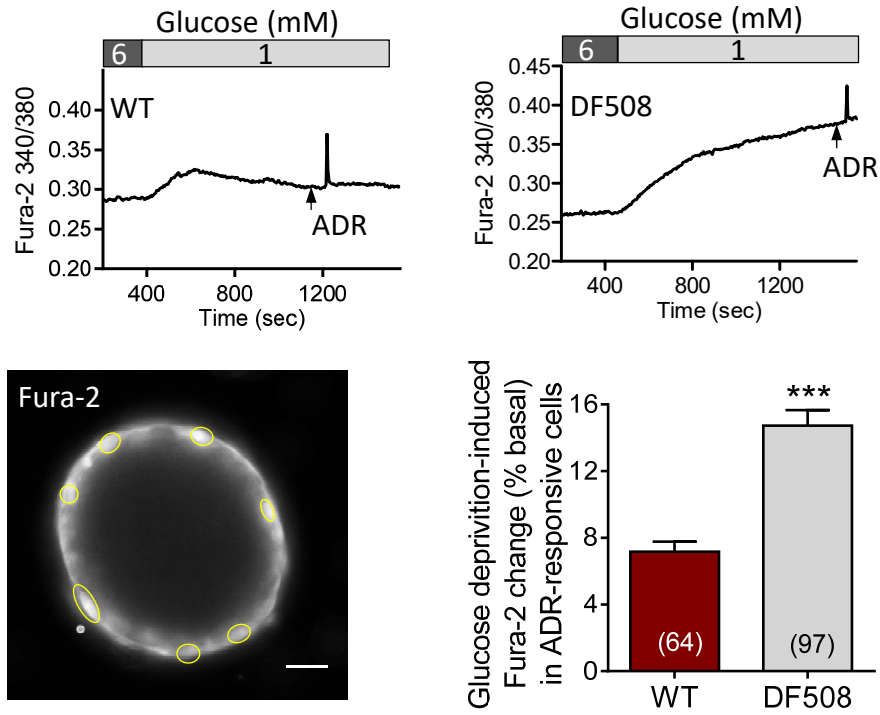 Glucose (mM)
6 1
Fura-2 340/380
0.40
0.35
0.30
0.25
0.20
WT
ADR
400 800 1200
Time (sec)
Glucose (mM)
6 1
Fura-2 340/380
0.45
0.40
0.35
0.30
0.25
0.20
DF508
ADR
400 800 1200
Time (sec)
Fura-2
Glucose deprivition-induced
Fura-2 change (% basal)
in ADR-responsive cells
16
12
8
4
0
***
(64) (97)
WT DF508